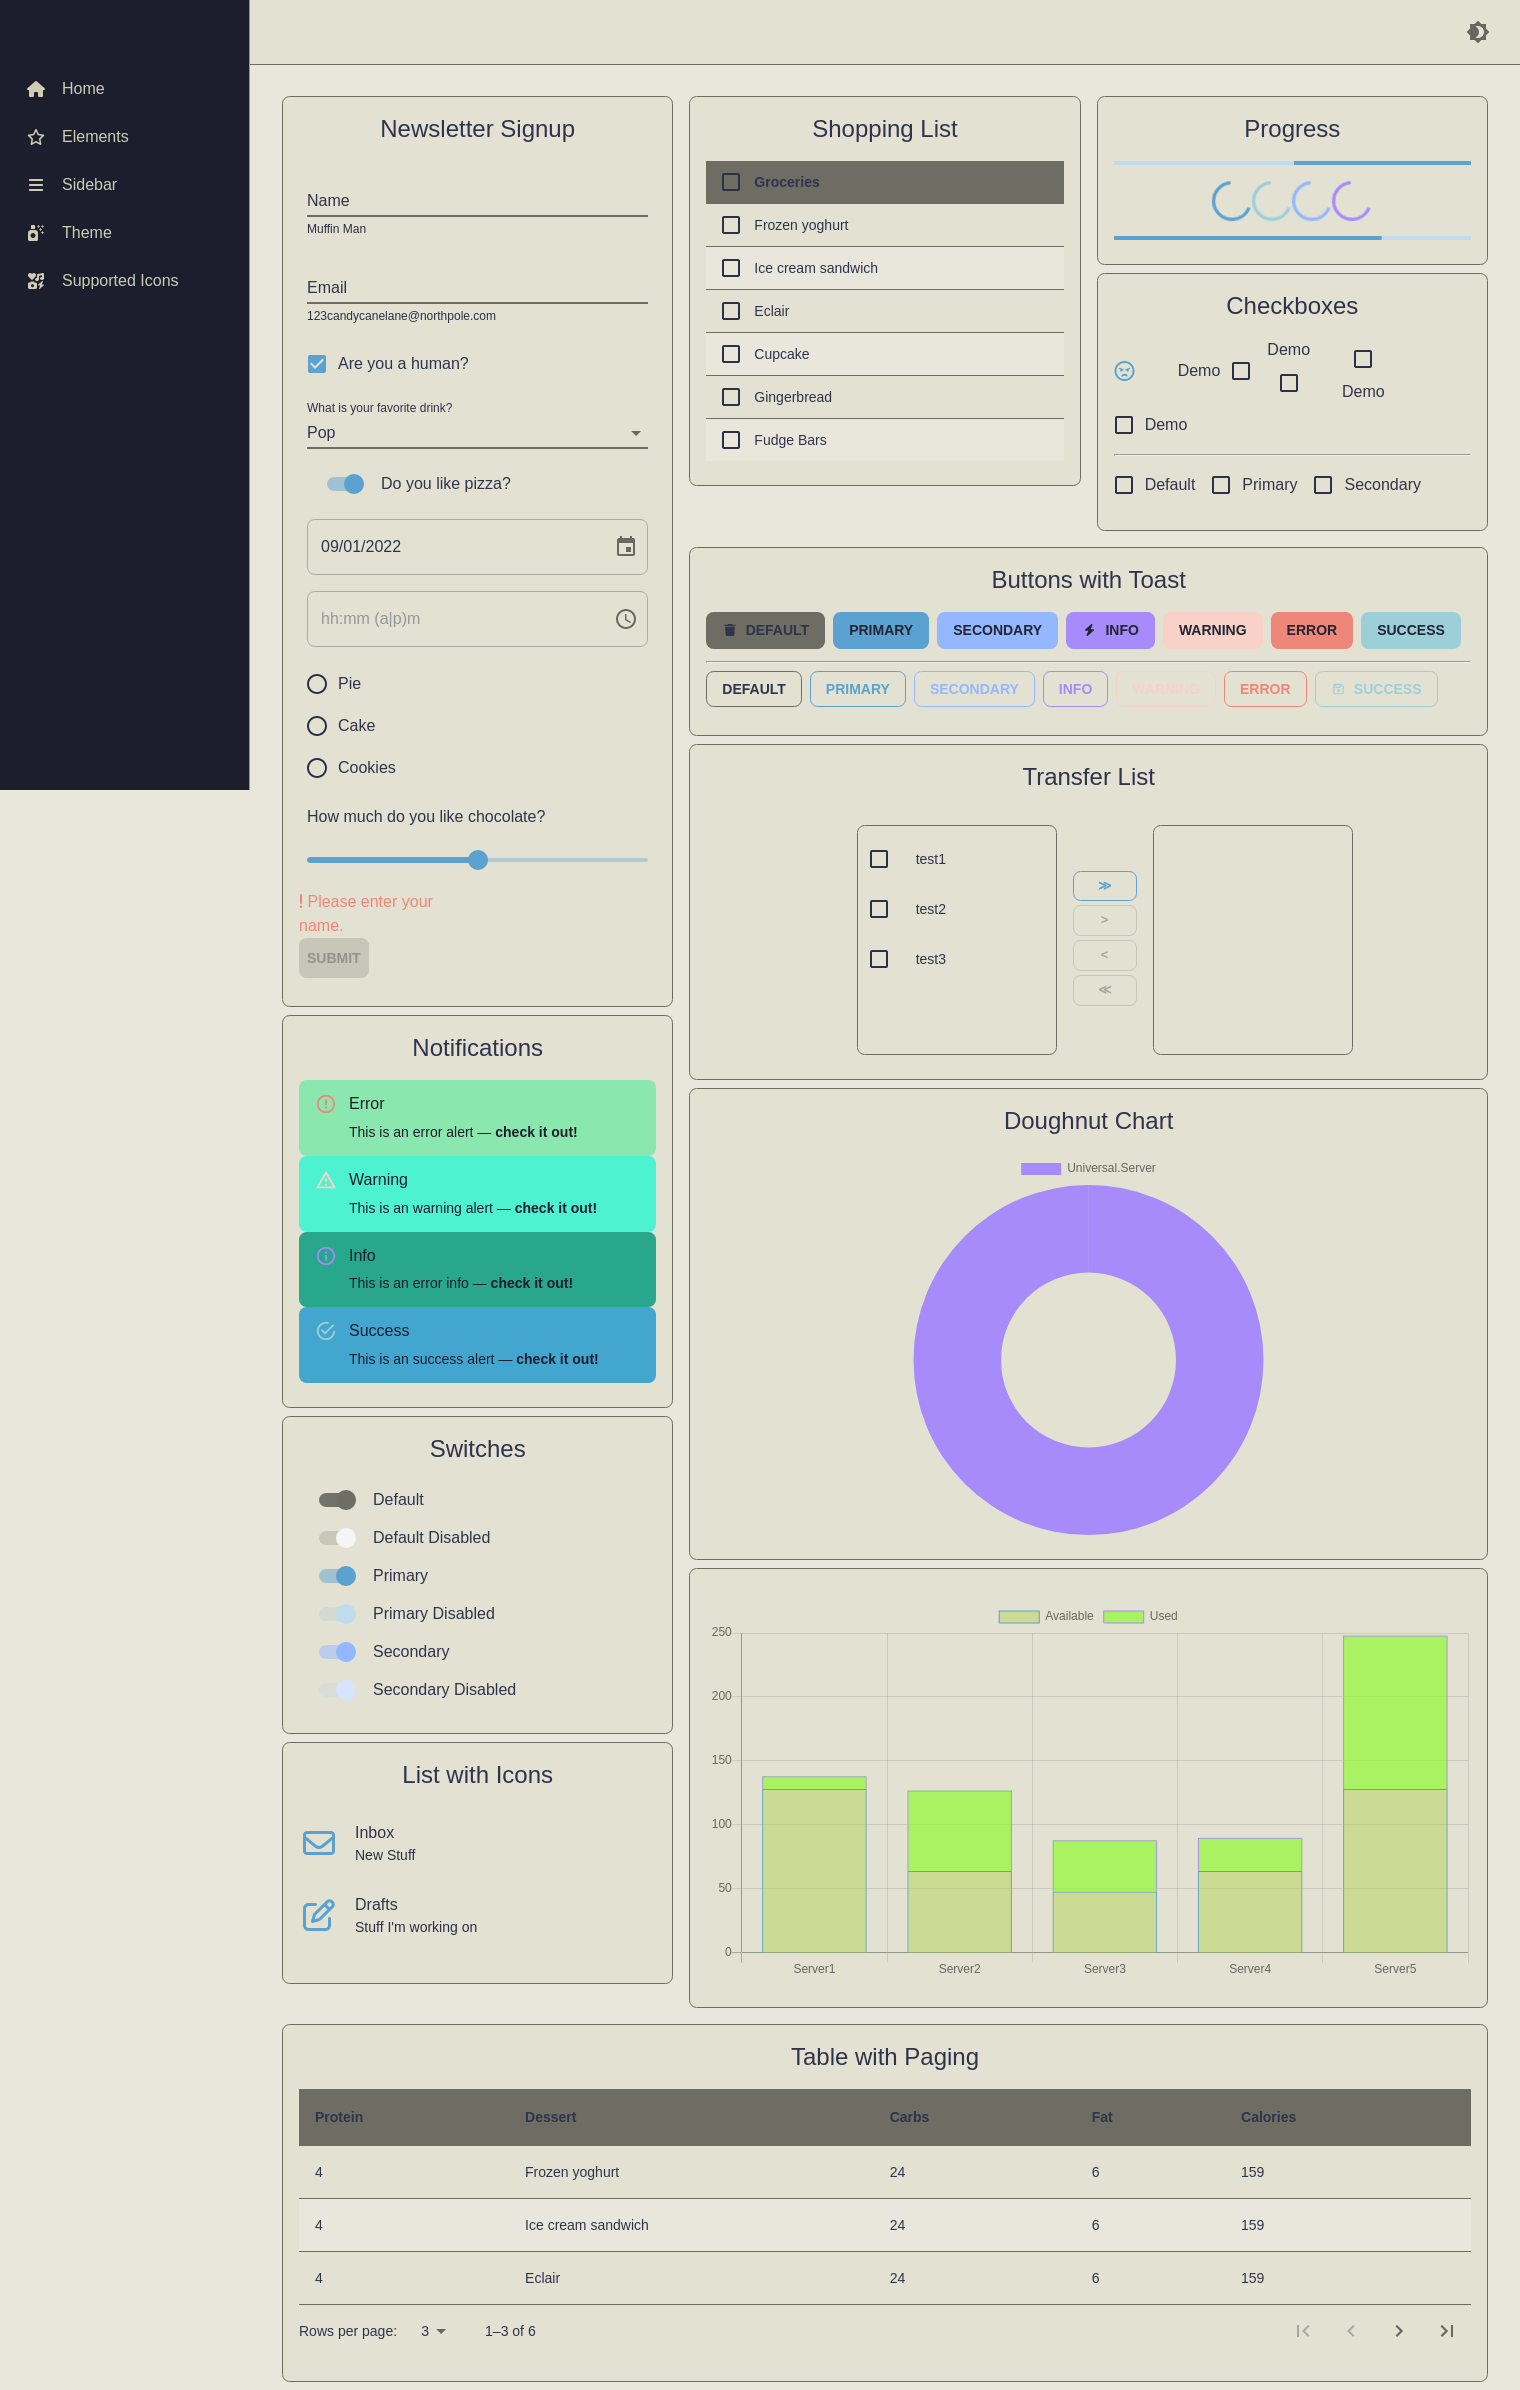 Home
Elements
Sidebar
Theme
Supported Icons
Newsletter Signup
Name
Muffin Man
Email
123candycanelane@northpole.com
Are you a human?
What is your favorite drink?
Pop
Do you like pizza?
09/01/2022
hh:mm (a|p)m
Pie
Cake
Cookies
How much do you like chocolate?
! Please enter your
name.
SUBMIT
Notifications
Error
This is an error alert — check it out!
Warning
This is an warning alert — check it out!
Info
This is an error info — check it out!
Success
This is an success alert — check it out!
Switches
Default
Default Disabled
Primary
Primary Disabled
Secondary
Secondary Disabled
List with Icons
Inbox
New Stuff
Drafts
Stuff I'm working on
Shopping List
Groceries
Frozen yoghurt
Ice cream sandwich
Eclair
Cupcake
Gingerbread
Fudge Bars
Progress
Checkboxes
Demo
Demo
Demo
Demo
Default Primary Secondary
Buttons with Toast
DEFAULT PRIMARY SECONDARY INFO WARNING ERROR SUCCESS
DEFAULT PRIMARY SECONDARY INFO WARNING ERROR SUCCESS
Transfer List
test1
test2
test3
≫
>
<
≪
Doughnut Chart
Universal.Server
Available Used
250
200
150
100
50
0
Server1 Server2 Server3 Server4 Server5
Table with Paging
Protein Dessert Carbs Fat Calories
4 Frozen yoghurt 24 6 159
4 Ice cream sandwich 24 6 159
4 Eclair 24 6 159
Rows per page: 3 1–3 of 6